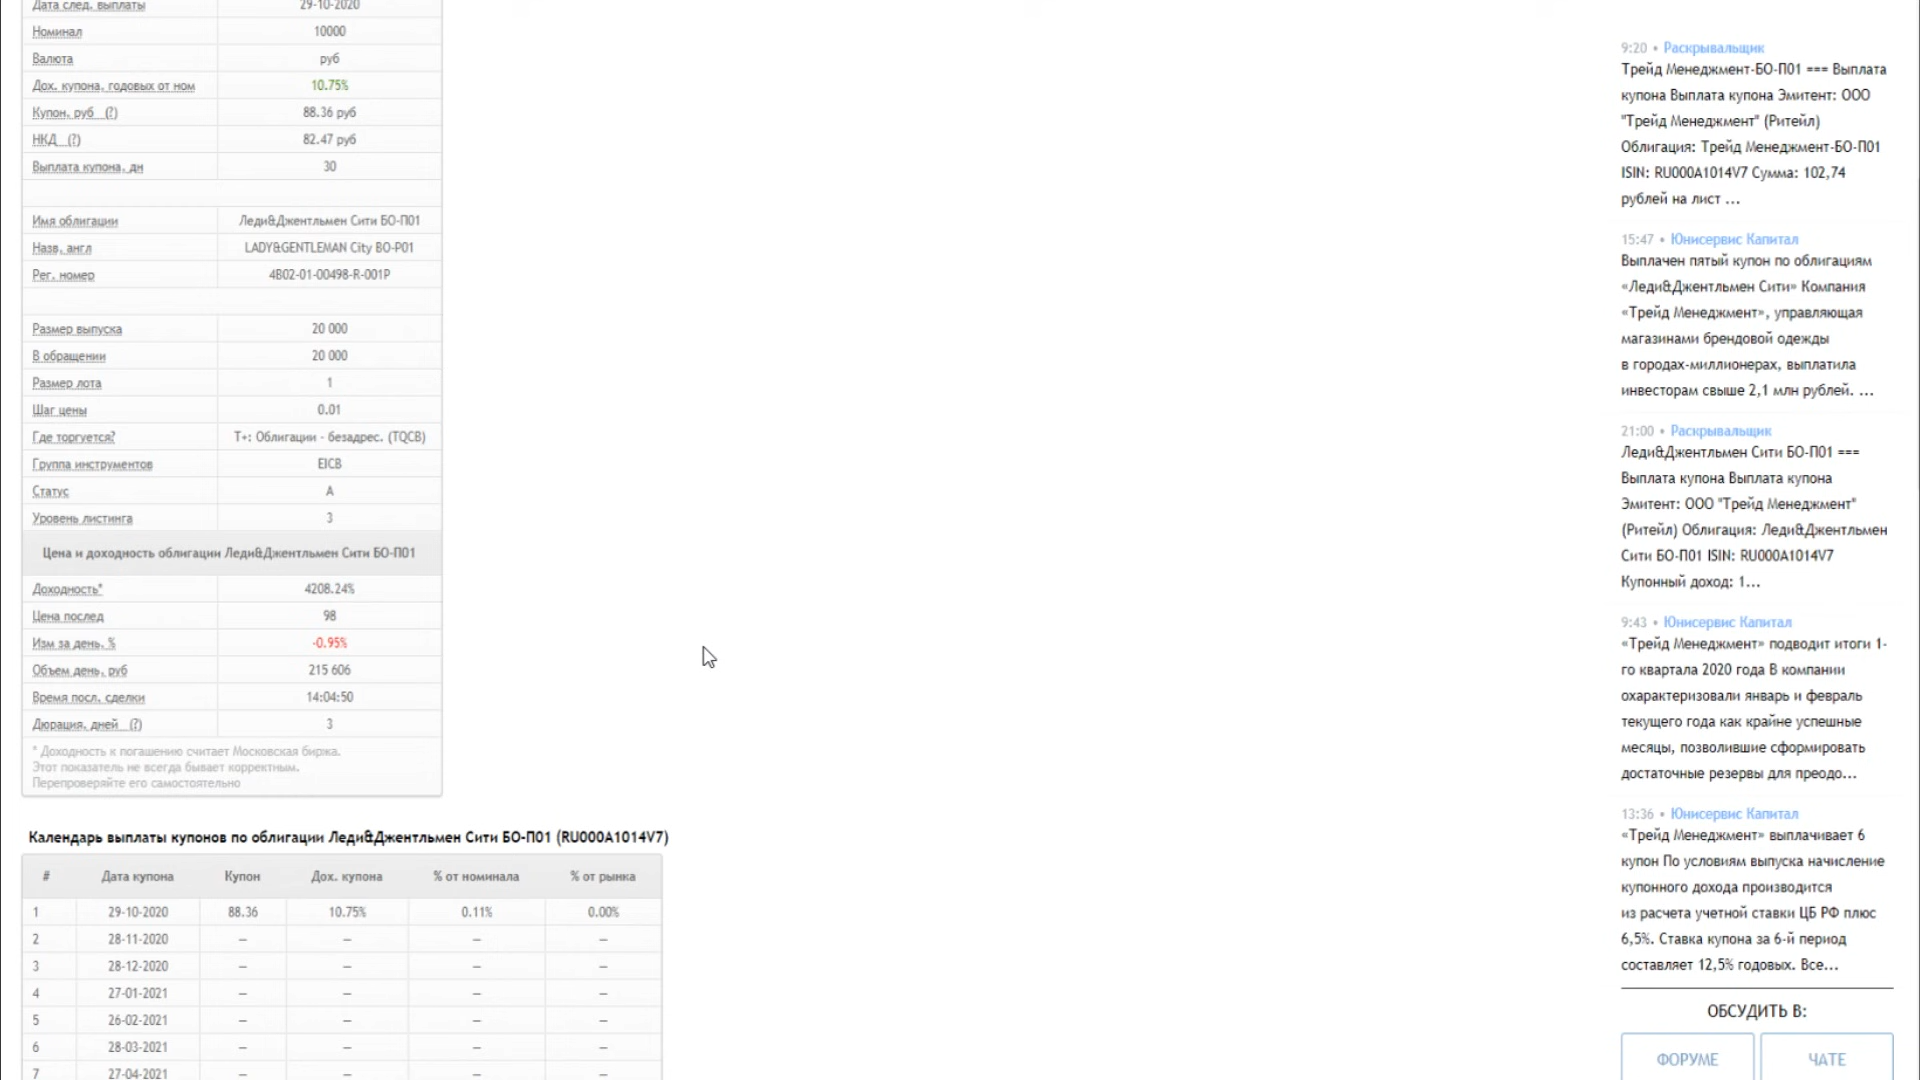 Дата след. выплаты 29-10-2020
Номинал 10000
Валюта руб
Дох. купона, годовых от ном 10.75%
Купон, руб (?) 88.36 руб
НКД (?) 82.47 руб
Выплата купона, дн 30
Имя облигации Леди&Джентльмен Сити БО-П01
Назв. англ LADY&GENTLEMAN City BO-P01
Рег. номер 4B02-01-00498-R-001P
Размер выпуска 20 000
В обращении 20 000
Размер лота 1
Шаг цены 0.01
Где торгуется? Т+: Облигации - безадрес. (TQCB)
Группа инструментов EICB
Статус A
Уровень листинга 3
Цена и доходность облигации Леди&Джентльмен Сити БО-П01
Доходность* 4208.24%
Цена послед 98
Изм за день, % -0.95%
Объем день, руб 215 606
Время посл. сделки 14:04:50
Дюрация, дней (?) 3
* Доходность к погашению считает Московская биржа.
Этот показатель не всегда бывает корректным.
Перепроверяйте его самостоятельно
Календарь выплаты купонов по облигации Леди&Джентльмен Сити БО-П01 (RU000A1014V7)
# Дата купона Купон Дох. купона % от номинала % от рынка
1 29-10-2020 88.36 10.75% 0.11% 0.00%
2 28-11-2020 — — — —
3 28-12-2020 — — — —
4 27-01-2021 — — — —
5 26-02-2021 — — — —
6 28-03-2021 — — — —
7 27-04-2021 — — — —
9:20 • Раскрывальщик
Трейд Менеджмент-БО-П01 === Выплата
купона Выплата купона Эмитент: ООО
"Трейд Менеджмент" (Ритейл)
Облигация: Трейд Менеджмент-БО-П01
ISIN: RU000A1014V7 Сумма: 102,74
рублей на лист ...
15:47 • Юнисервис Капитал
Выплачен пятый купон по облигациям
«Леди&Джентльмен Сити» Компания
«Трейд Менеджмент», управляющая
магазинами брендовой одежды
в городах-миллионерах, выплатила
инвесторам свыше 2,1 млн рублей. ...
21:00 • Раскрывальщик
Леди&Джентльмен Сити БО-П01 ===
Выплата купона Выплата купона
Эмитент: ООО "Трейд Менеджмент"
(Ритейл) Облигация: Леди&Джентльмен
Сити БО-П01 ISIN: RU000A1014V7
Купонный доход: 1...
9:43 • Юнисервис Капитал
«Трейд Менеджмент» подводит итоги 1-
го квартала 2020 года В компании
охарактеризовали январь и февраль
текущего года как крайне успешные
месяцы, позволившие сформировать
достаточные резервы для преодо...
13:36 • Юнисервис Капитал
«Трейд Менеджмент» выплачивает 6
купон По условиям выпуска начисление
купонного дохода производится
из расчета учетной ставки ЦБ РФ плюс
6,5%. Ставка купона за 6-й период
составляет 12,5% годовых. Все...
ОБСУДИТЬ В:
ФОРУМЕ ЧАТЕ